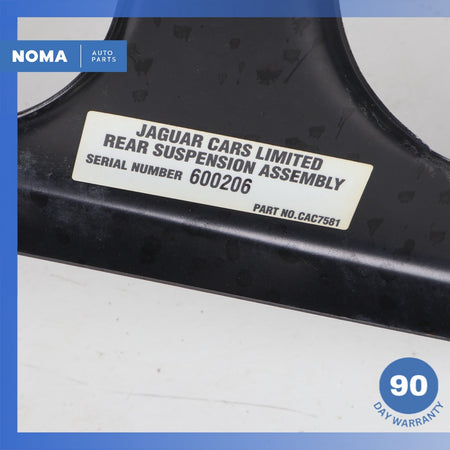 NOMA
AUTO
PARTS
JAGUAR CARS LIMITED
REAR SUSPENSION ASSEMBLY
SERIAL NUMBER 600206
PART NO.CAC7581
90
DAY WARRANTY